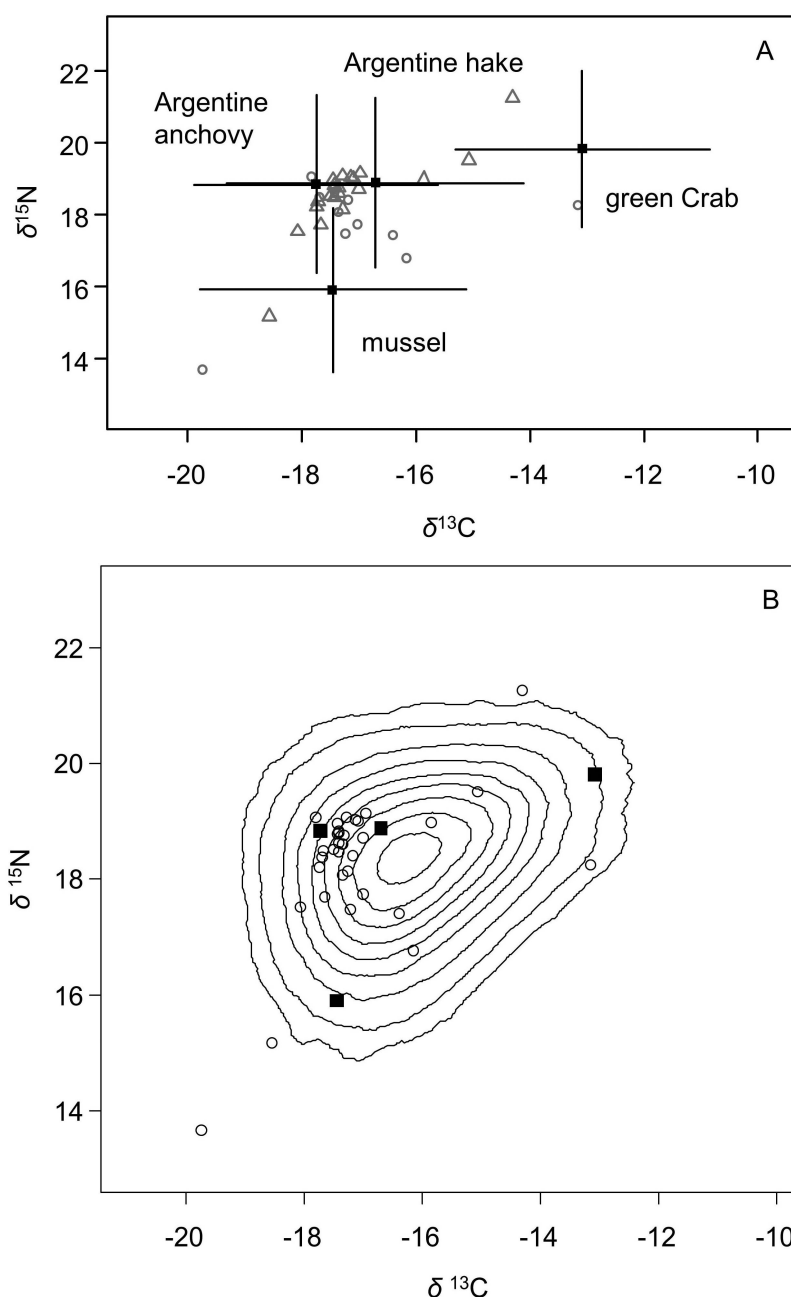 A
Argentine hake
Argentine
anchovy
green Crab
mussel
22
20
18
16
14
δ15N
-20 -18 -16 -14 -12 -10
δ13C
B
22
20
18
16
14
δ 15N
-20 -18 -16 -14 -12 -10
δ 13C